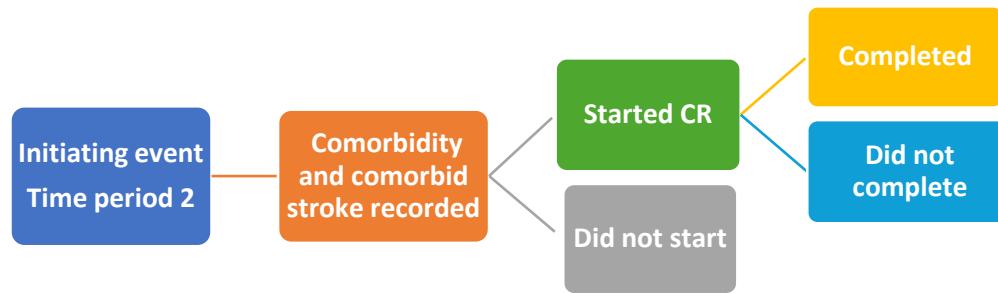 Initiating event
Time period 2
Comorbidity
and comorbid
stroke recorded
Started CR
Did not start
Completed
Did not
complete